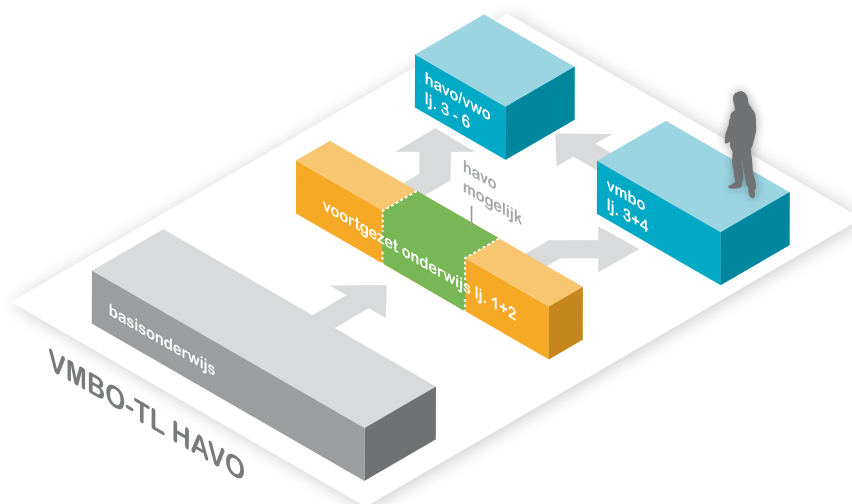 havo/vwo
lj. 3 - 6
havo
mogelijk
vmbo
lj. 3+4
voortgezet onderwijs lj. 1+2
basisonderwijs
VMBO-TL HAVO